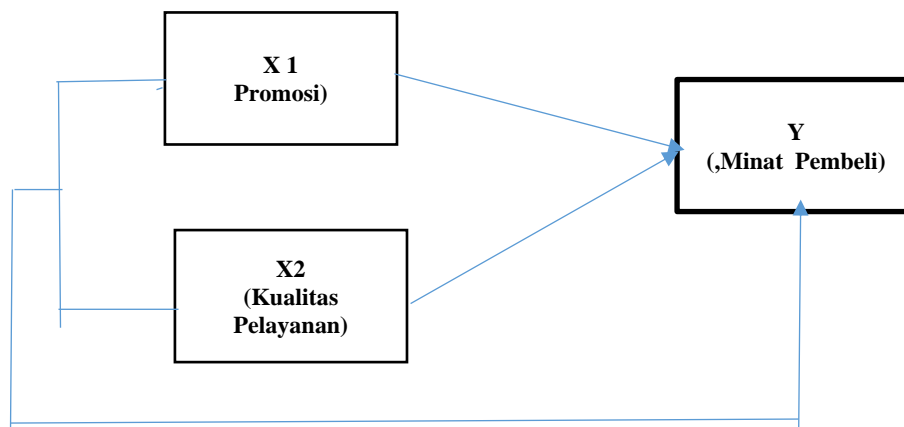 X 1
Promosi)
Y
(,Minat Pembeli)
X2
(Kualitas
Pelayanan)